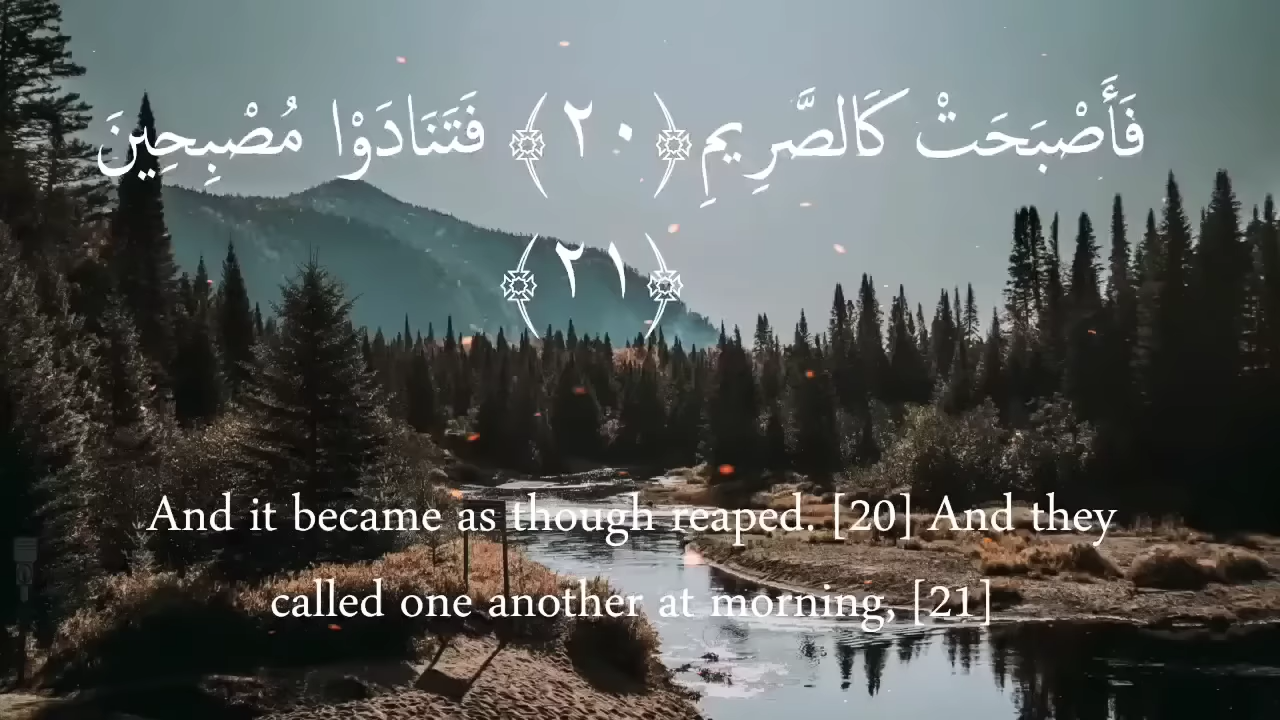 فَأَصْبَحَتْ كَالصَّرِيمِ ﴿٢٠﴾ فَتَنَادَوْا مُصْبِحِينَ
﴿٢١﴾
And it became as though reaped. [20] And they
called one another at morning, [21]